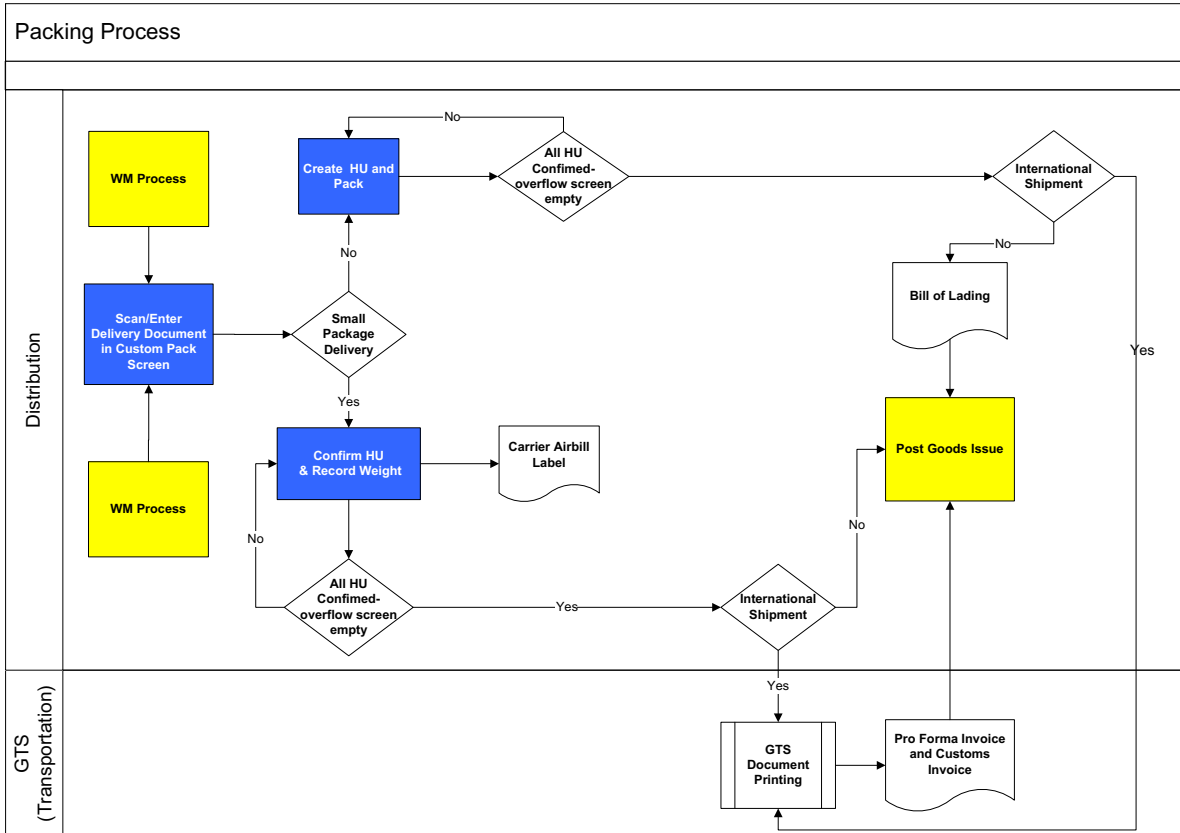 Packing Process
Distribution
GTS
(Transportation)
WM Process
No
Create  HU and
Pack
All HU
Confimed-
overflow screen
empty
International
Shipment
No
No
Bill of Lading
Scan/Enter
Delivery Document
in Custom Pack
Screen
Small
Package
Delivery
Yes
Yes
WM Process
Confirm HU
& Record Weight
Carrier Airbill
Label
Post Goods Issue
No
No
All HU
Confimed-
overflow screen
empty
Yes
International
Shipment
Yes
GTS
Document
Printing
Pro Forma Invoice
and Customs
Invoice